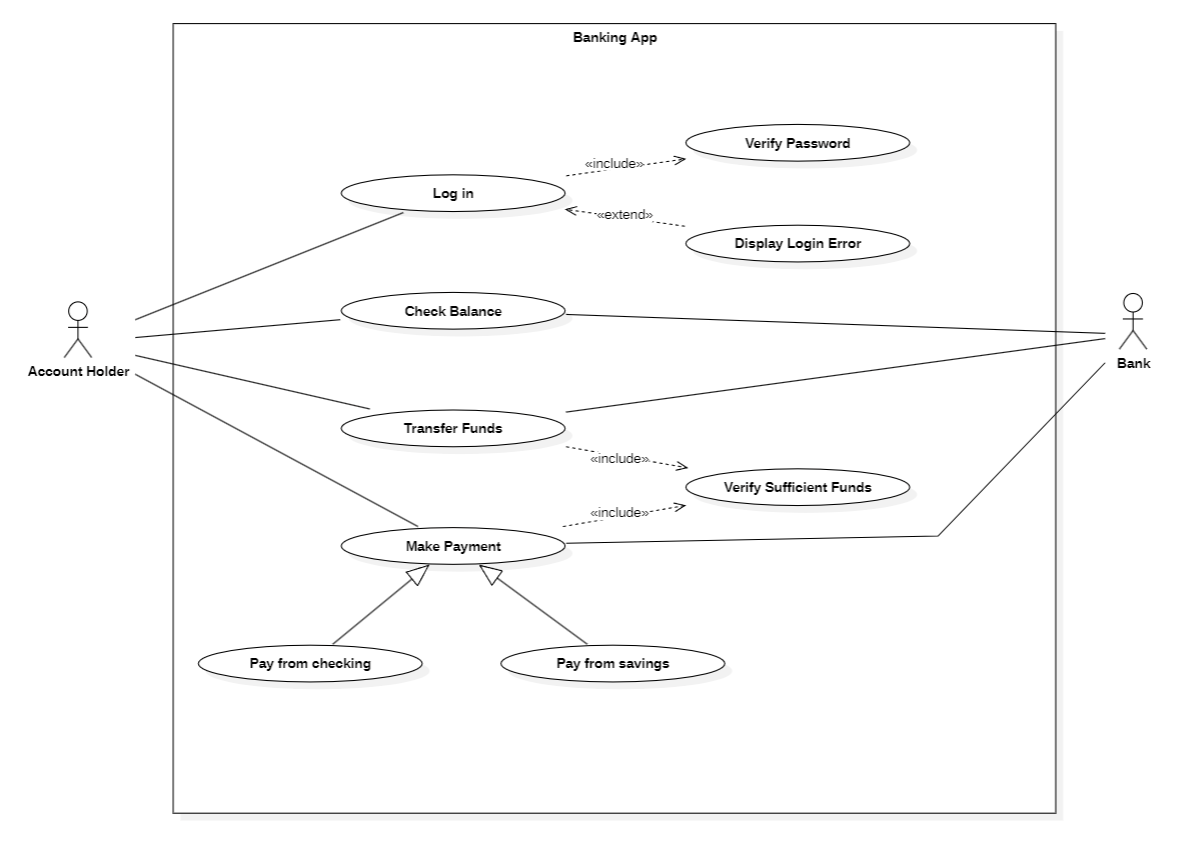 Banking App
Verify Password
«include»
Log in
«extend»
Display Login Error
Check Balance
Account Holder
Bank
Transfer Funds
«include»
Verify Sufficient Funds
«include»
Make Payment
Pay from checking
Pay from savings